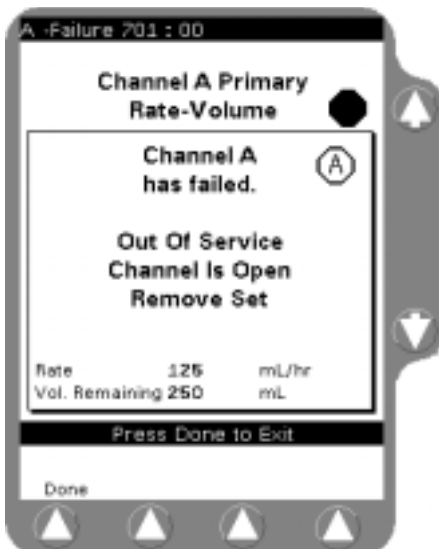 A -Failure 701 : 00
Channel A Primary
Rate-Volume
Channel A
has failed.
A
Out Of Service
Channel Is Open
Remove Set
Rate 125 mL/hr
Vol. Remaining 250 mL
Press Done to Exit
Done